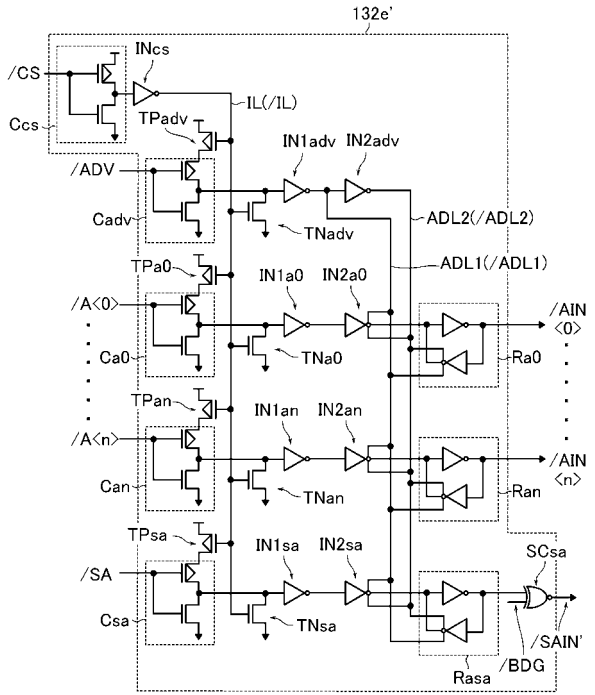 132e'
INcs
/CS
IL(/IL)
Ccs
TPadv
IN1adv
IN2adv
/ADV
ADL2(/ADL2)
Cadv
TNadv
ADL1(/ADL1)
TPa0
IN1a0
IN2a0
/A<0>
/AIN
<0>
Ca0
TNa0
Ra0
TPan
IN1an
IN2an
/A<n>
/AIN
<n>
Can
TNan
Ran
TPsa
IN1sa
IN2sa
SCsa
/SA
Csa
TNsa
/SAIN'
/BDG
Rasa